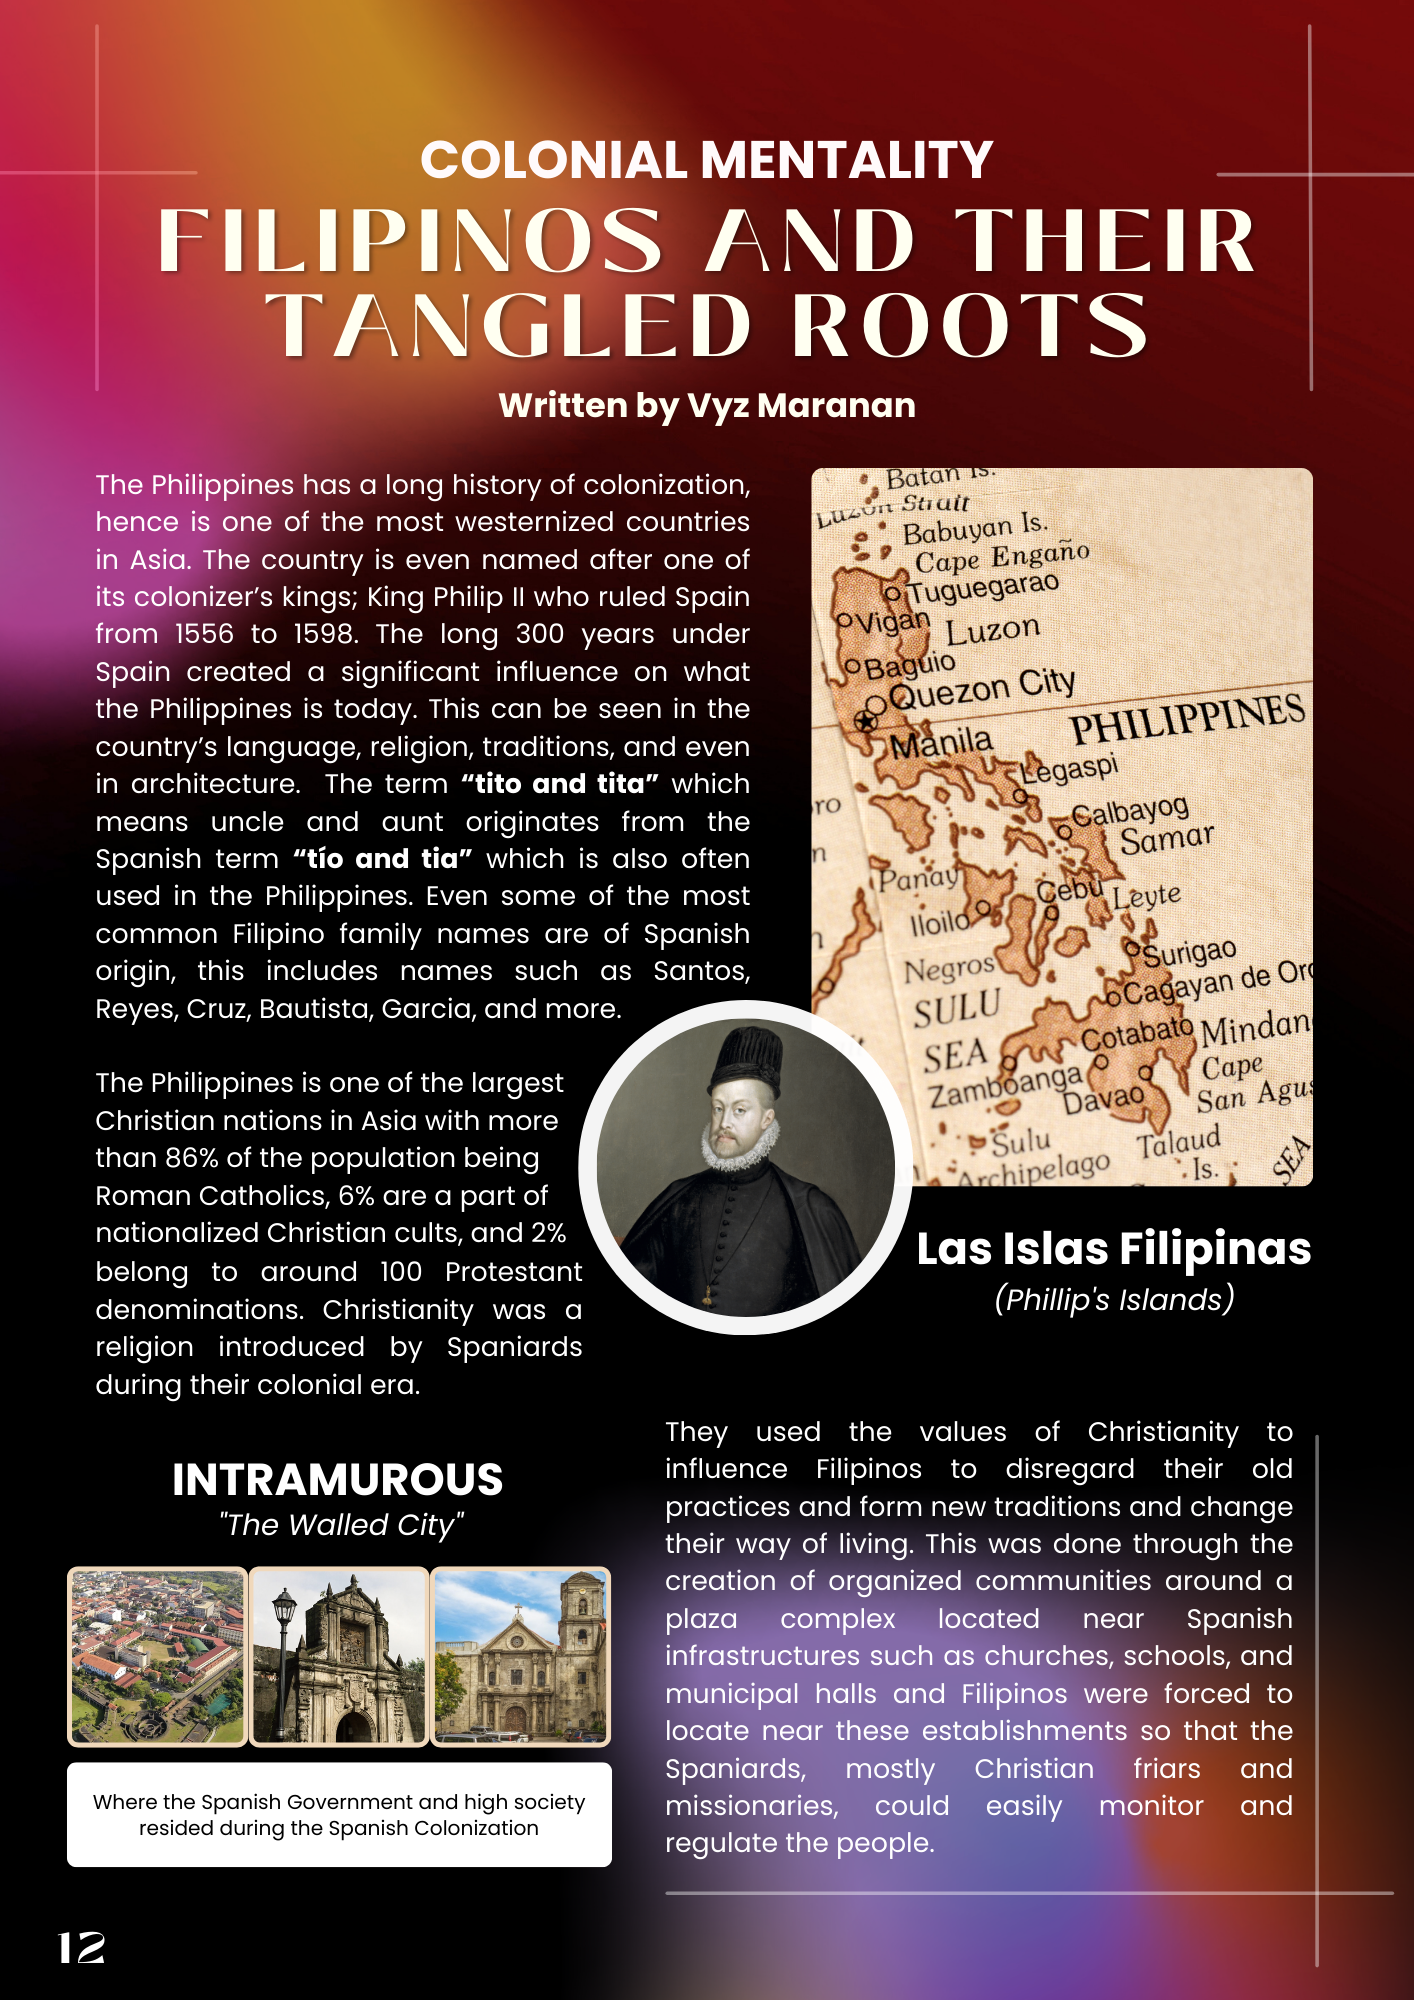 COLONIAL MENTALITY
FILIPINOS AND THEIR
TANGLED ROOTS
Written by Vyz Maranan
The Philippines has a long history of colonization,
hence is one of the most westernized countries
in Asia. The country is even named after one of
its colonizer’s kings; King Philip II who ruled Spain
from 1556 to 1598. The long 300 years under
Spain created a significant influence on what
the Philippines is today. This can be seen in the
country’s language, religion, traditions, and even
in architecture. The term “tito and tita” which
means uncle and aunt originates from the
Spanish term “tío and tia” which is also often
used in the Philippines. Even some of the most
common Filipino family names are of Spanish
origin, this includes names such as Santos,
Reyes, Cruz, Bautista, Garcia, and more.
The Philippines is one of the largest
Christian nations in Asia with more
than 86% of the population being
Roman Catholics, 6% are a part of
nationalized Christian cults, and 2%
belong to around 100 Protestant
denominations. Christianity was a
religion introduced by Spaniards
during their colonial era.
Batan Is.
Luzon Strait
Babuyan Is.
Cape Engaño
Tuguegarao
Vigan
Luzon
Baguio
Quezon City
PHILIPPINES
Manila
Legaspi
Calbayog
Samar
Panay
Cebu
Leyte
Iloilo
Surigao
Negros
Cagayan de Oro
SULU
SEA
Cotabato
Mindan
Zamboanga
Cape
San Agus
Davao
Sulu
Archipelago
Talaud
Is.
SEA
Las Islas Filipinas
(Phillip's Islands)
INTRAMUROUS
"The Walled City"
Where the Spanish Government and high society
resided during the Spanish Colonization
They used the values of Christianity to
influence Filipinos to disregard their old
practices and form new traditions and change
their way of living. This was done through the
creation of organized communities around a
plaza complex located near Spanish
infrastructures such as churches, schools, and
municipal halls and Filipinos were forced to
locate near these establishments so that the
Spaniards, mostly Christian friars and
missionaries, could easily monitor and
regulate the people.
12